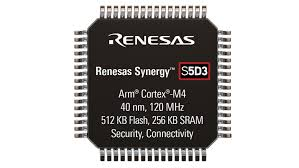 RENESAS
Renesas Synergy™ S5D3
Arm® Cortex®-M4
40 nm, 120 MHz
512 KB Flash, 256 KB SRAM
Security, Connectivity